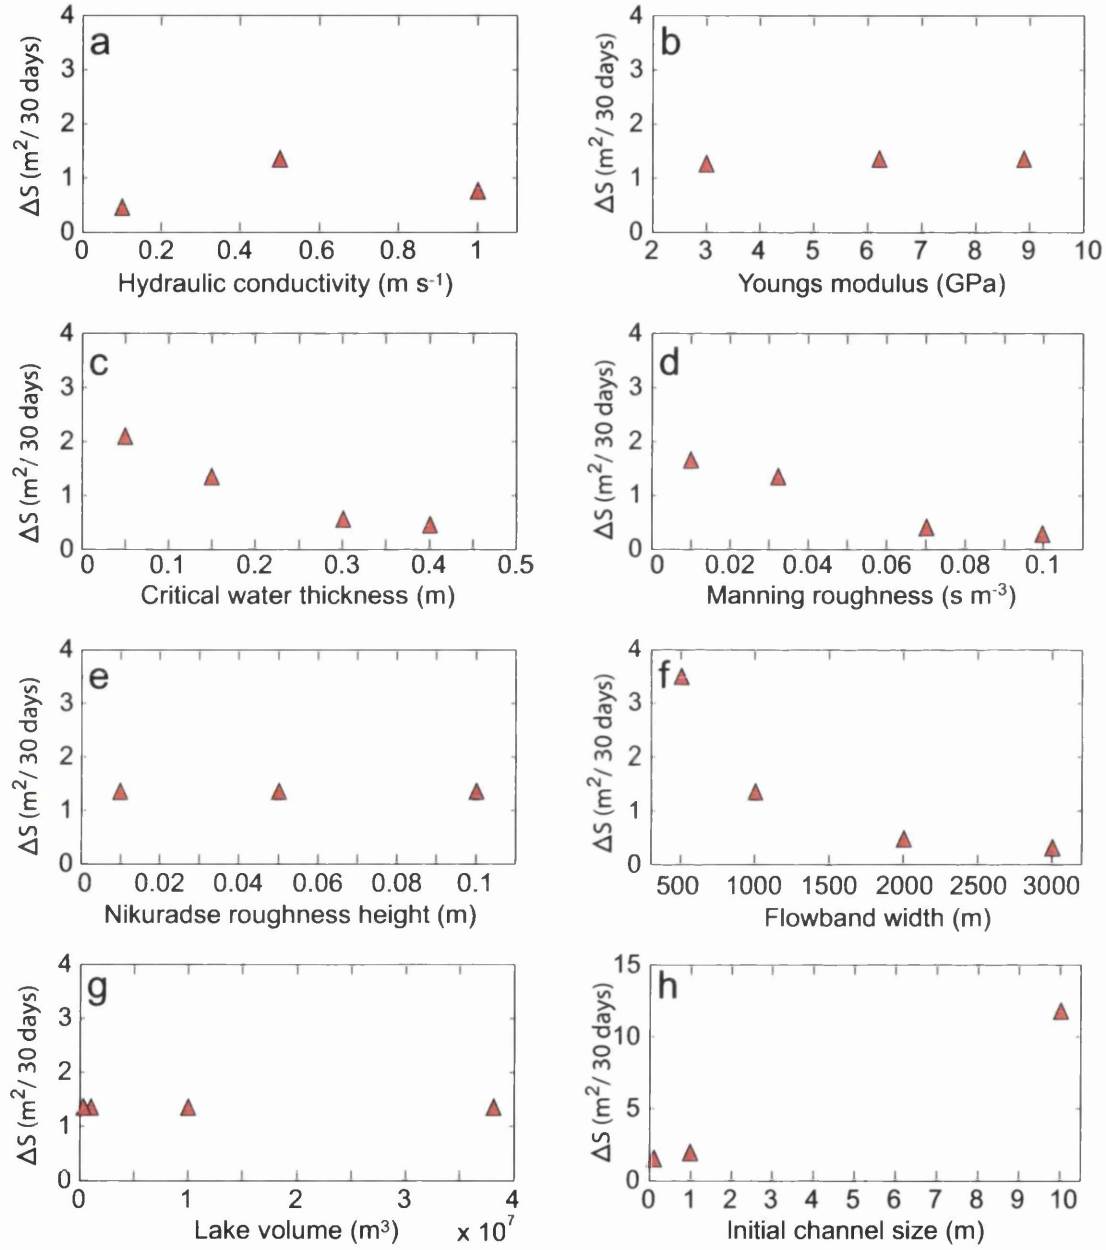 a
4
3
2
1
0
ΔS (m²/ 30 days)
0 0.2 0.4 0.6 0.8 1
Hydraulic conductivity (m s⁻¹)
b
4
3
2
1
0
ΔS (m²/ 30 days)
2 3 4 5 6 7 8 9 10
Youngs modulus (GPa)
c
4
3
2
1
0
ΔS (m²/ 30 days)
0 0.1 0.2 0.3 0.4 0.5
Critical water thickness (m)
d
4
3
2
1
0
ΔS (m²/ 30 days)
0 0.02 0.04 0.06 0.08 0.1
Manning roughness (s m⁻³)
e
4
3
2
1
0
ΔS (m²/ 30 days)
0 0.02 0.04 0.06 0.08 0.1
Nikuradse roughness height (m)
f
4
3
2
1
0
ΔS (m²/ 30 days)
500 1000 1500 2000 2500 3000
Flowband width (m)
g
4
3
2
1
0
ΔS (m²/ 30 days)
0 1 2 3 4
Lake volume (m³) x 10⁷
h
15
10
5
0
ΔS (m²/ 30 days)
0 1 2 3 4 5 6 7 8 9 10
Initial channel size (m)